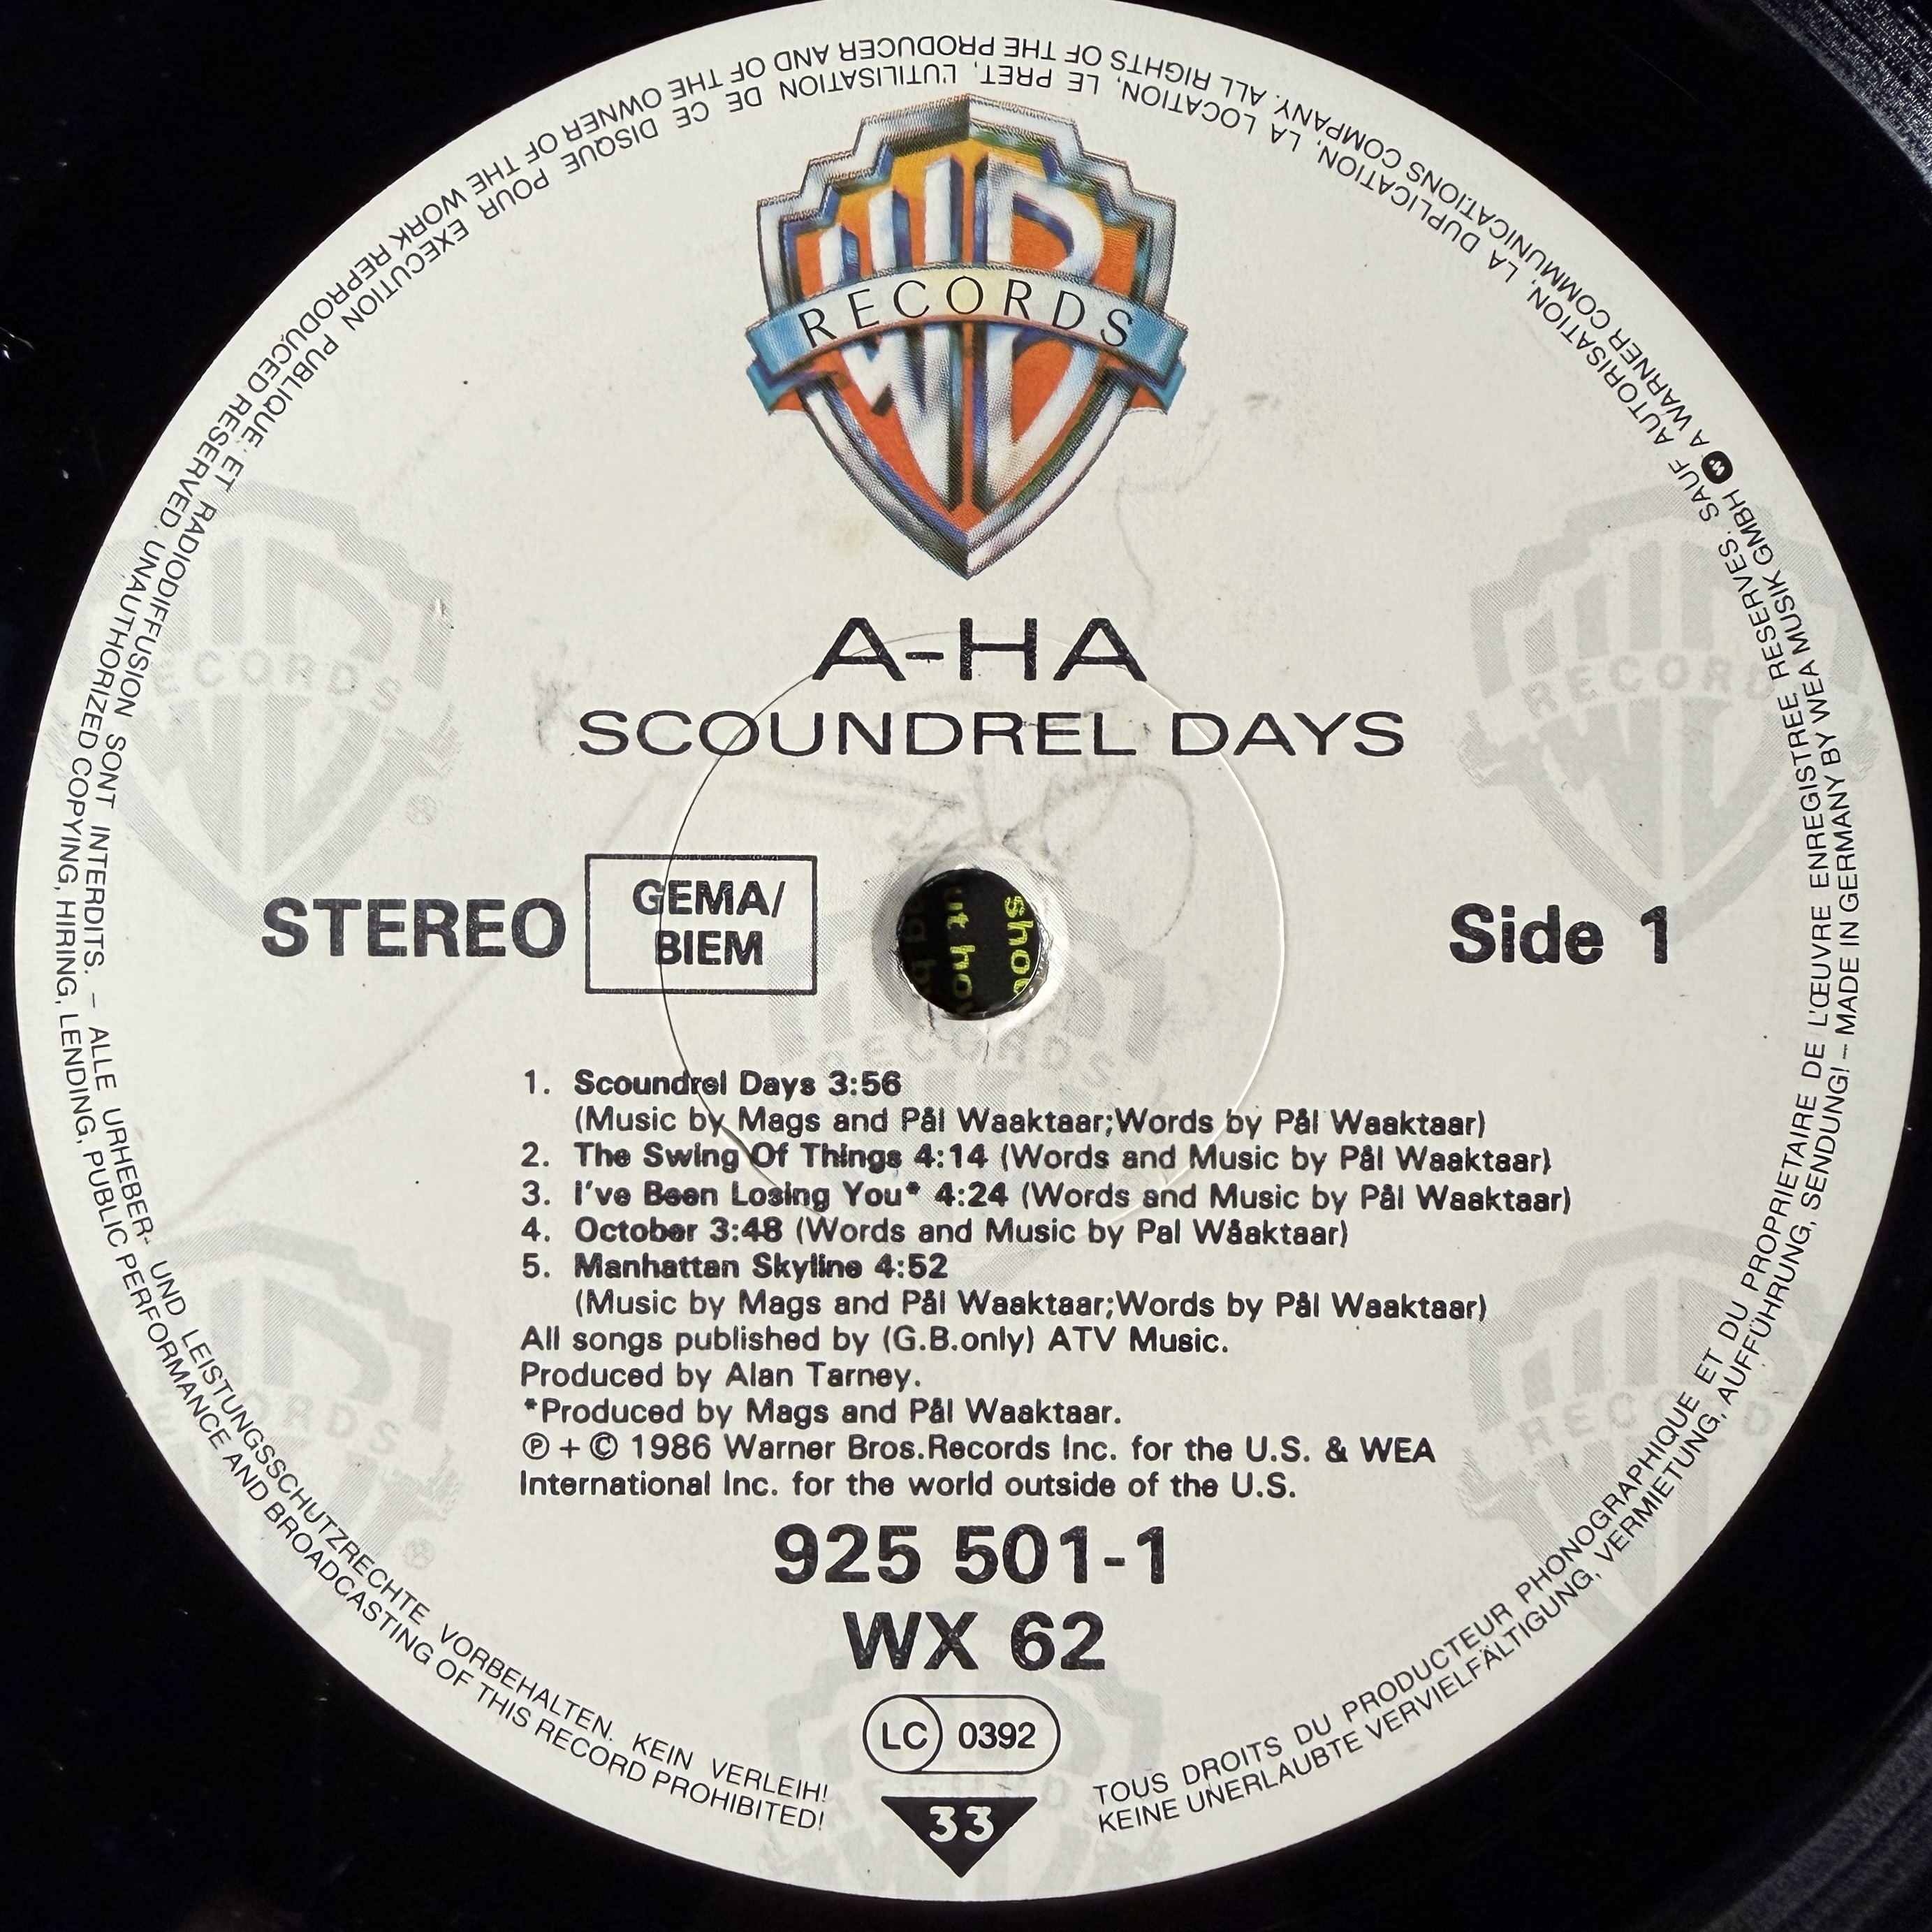 RECORDS
A-HA
SCOUNDREL DAYS
STEREO
GEMA/
BIEM
Side 1
1. Scoundrel Days 3:56
(Music by Mags and Pål Waaktaar;Words by Pål Waaktaar)
2. The Swing Of Things 4:14 (Words and Music by Pål Waaktaar)
3. I've Been Losing You* 4:24 (Words and Music by Pål Waaktaar)
4. October 3:48 (Words and Music by Pal Wåaktaar)
5. Manhattan Skyline 4:52
(Music by Mags and Pål Waaktaar;Words by Pål Waaktaar)
All songs published by (G.B.only) ATV Music.
Produced by Alan Tarney.
*Produced by Mags and Pål Waaktaar.
Ⓟ + © 1986 Warner Bros.Records Inc. for the U.S. & WEA
International Inc. for the world outside of the U.S.
925 501-1
WX 62
LC 0392
33
TOUS DROITS DU PRODUCTEUR PHONOGRAPHIQUE ET DU PROPRIETAIRE DE L'ŒUVRE ENREGISTREE RESERVES. SAUF AUTORISATION, LA DUPLICATION, LA LOCATION, LE PRET, L'UTILISATION DE CE DISQUE POUR EXECUTION PUBLIQUE ET RADIODIFFUSION SONT INTERDITS. – ALLE URHEBER- UND LEISTUNGSSCHUTZRECHTE VORBEHALTEN. KEIN VERLEIH!
KEINE UNERLAUBTE VERVIELFÄLTIGUNG, VERMIETUNG, AUFFÜHRUNG, SENDUNG! – MADE IN GERMANY BY WEA MUSIK GMBH A WARNER COMMUNICATIONS COMPANY. ALL RIGHTS OF THE PRODUCER AND OF THE OWNER OF THE WORK REPRODUCED RESERVED. UNAUTHORIZED COPYING, HIRING, LENDING, PUBLIC PERFORMANCE AND BROADCASTING OF THIS RECORD PROHIBITED!